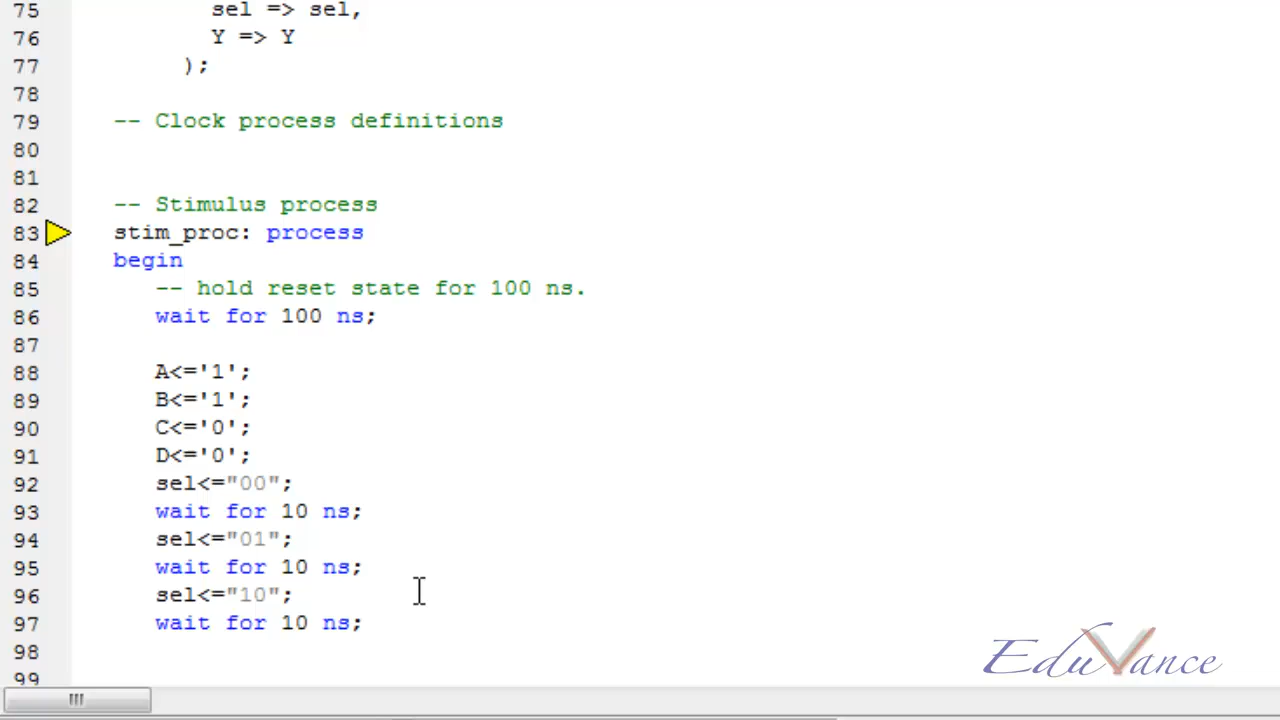 75 sel => sel,
76 Y => Y
77 );
78
79 -- Clock process definitions
80
81
82 -- Stimulus process
83 stim_proc: process
84 begin
85 -- hold reset state for 100 ns.
86 wait for 100 ns;
87
88 A<='1';
89 B<='1';
90 C<='0';
91 D<='0';
92 sel<="00";
93 wait for 10 ns;
94 sel<="01";
95 wait for 10 ns;
96 sel<="10";
97 wait for 10 ns;
98
99
EduVance